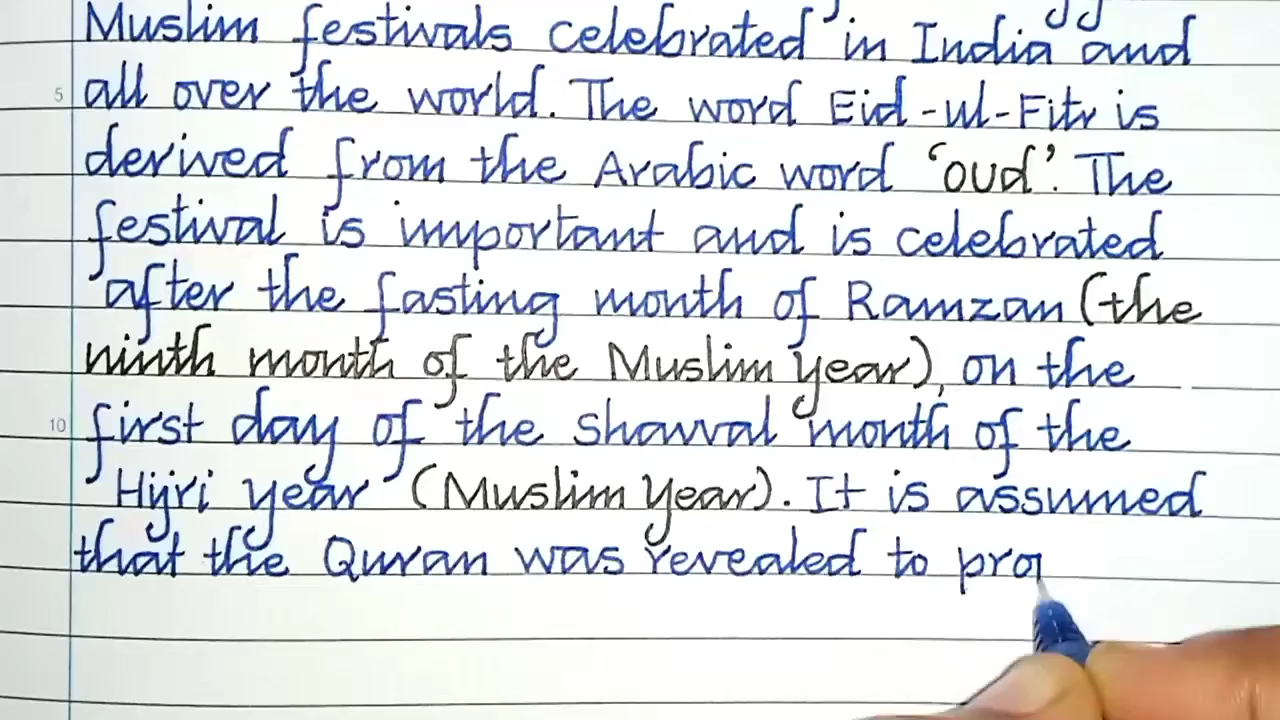 Muslim festivals celebrated in India and
5 all over the world. The word Eid-ul-Fitr is
derived from the Arabic word 'oud'. The
festival is important and is celebrated
after the fasting month of Ramzan (the
ninth month of the Muslim Year), on the
10 first day of the Shawal month of the
Hijri year (Muslim Year). It is assumed
that the Quran was revealed to pro